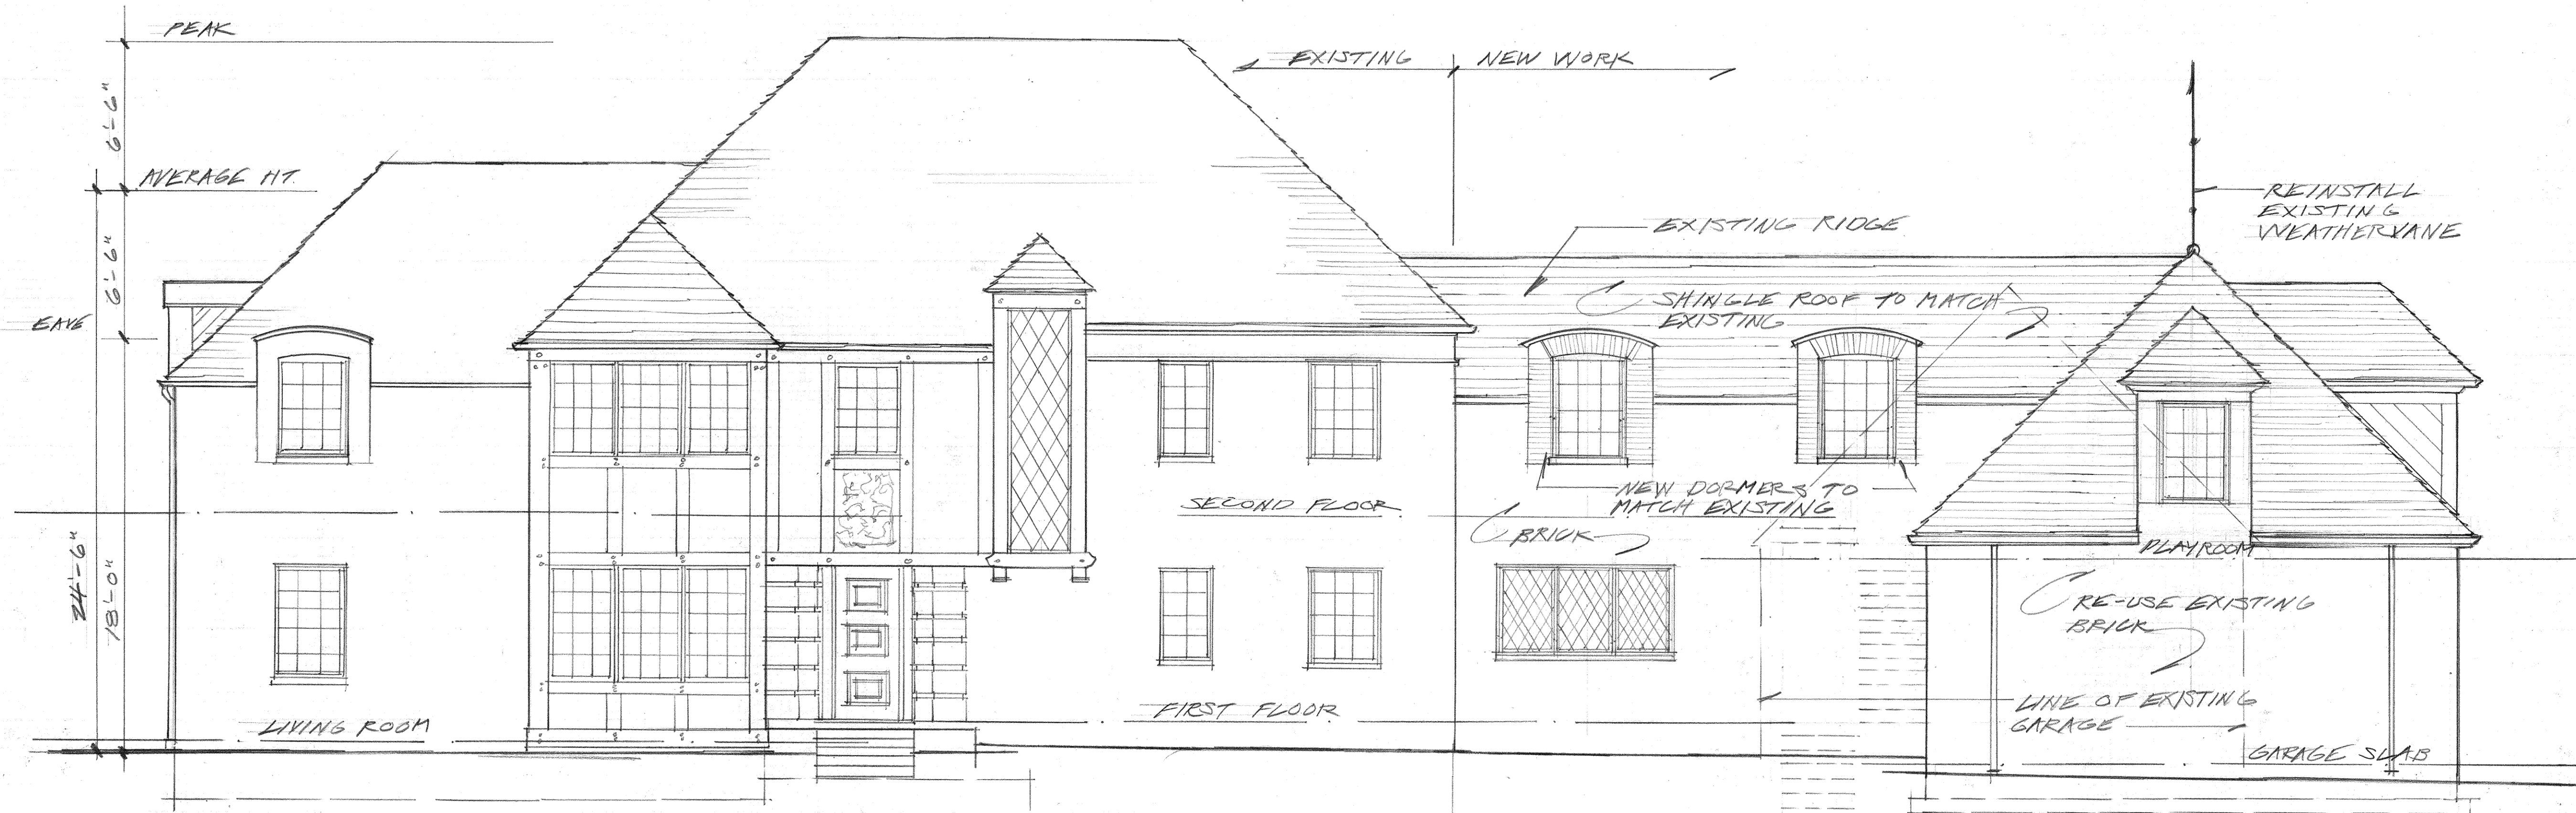 PEAK
6'-6"
AVERAGE HT.
6'-6"
EAVE
24'-6"
18'-0"
EXISTING
NEW WORK
REINSTALL
EXISTING
WEATHERVANE
EXISTING RIDGE
SHINGLE ROOF TO MATCH
EXISTING
NEW DORMERS TO
MATCH EXISTING
SECOND FLOOR
BRICK
PLAYROOM
RE-USE EXISTING
BRICK
LINE OF EXISTING
GARAGE
GARAGE SLAB
FIRST FLOOR
LIVING ROOM